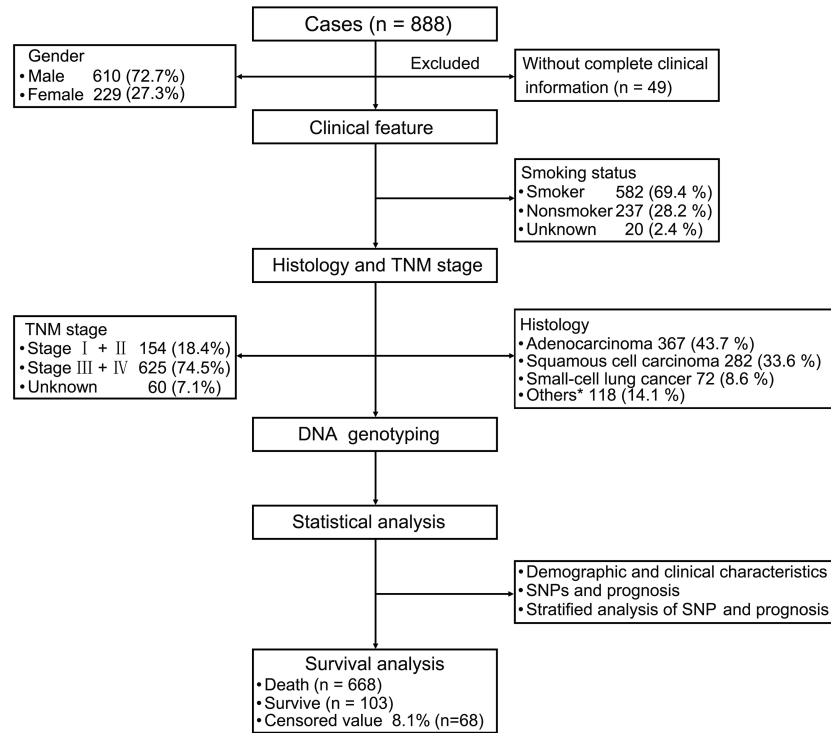 Cases (n = 888)
Gender
•Male 610 (72.7%)
•Female 229 (27.3%)
Excluded
Without complete clinical
information (n = 49)
Clinical feature
Smoking status
•Smoker 582 (69.4 %)
•Nonsmoker 237 (28.2 %)
•Unknown 20 (2.4 %)
Histology and TNM stage
TNM stage
•Stage Ⅰ + Ⅱ 154 (18.4%)
•Stage Ⅲ + Ⅳ 625 (74.5%)
•Unknown 60 (7.1%)
Histology
•Adenocarcinoma 367 (43.7 %)
•Squamous cell carcinoma 282 (33.6 %)
•Small-cell lung cancer 72 (8.6 %)
•Others* 118 (14.1 %)
DNA genotyping
Statistical analysis
•Demographic and clinical characteristics
•SNPs and prognosis
•Stratified analysis of SNP and prognosis
Survival analysis
•Death (n = 668)
•Survive (n = 103)
•Censored value 8.1% (n=68)